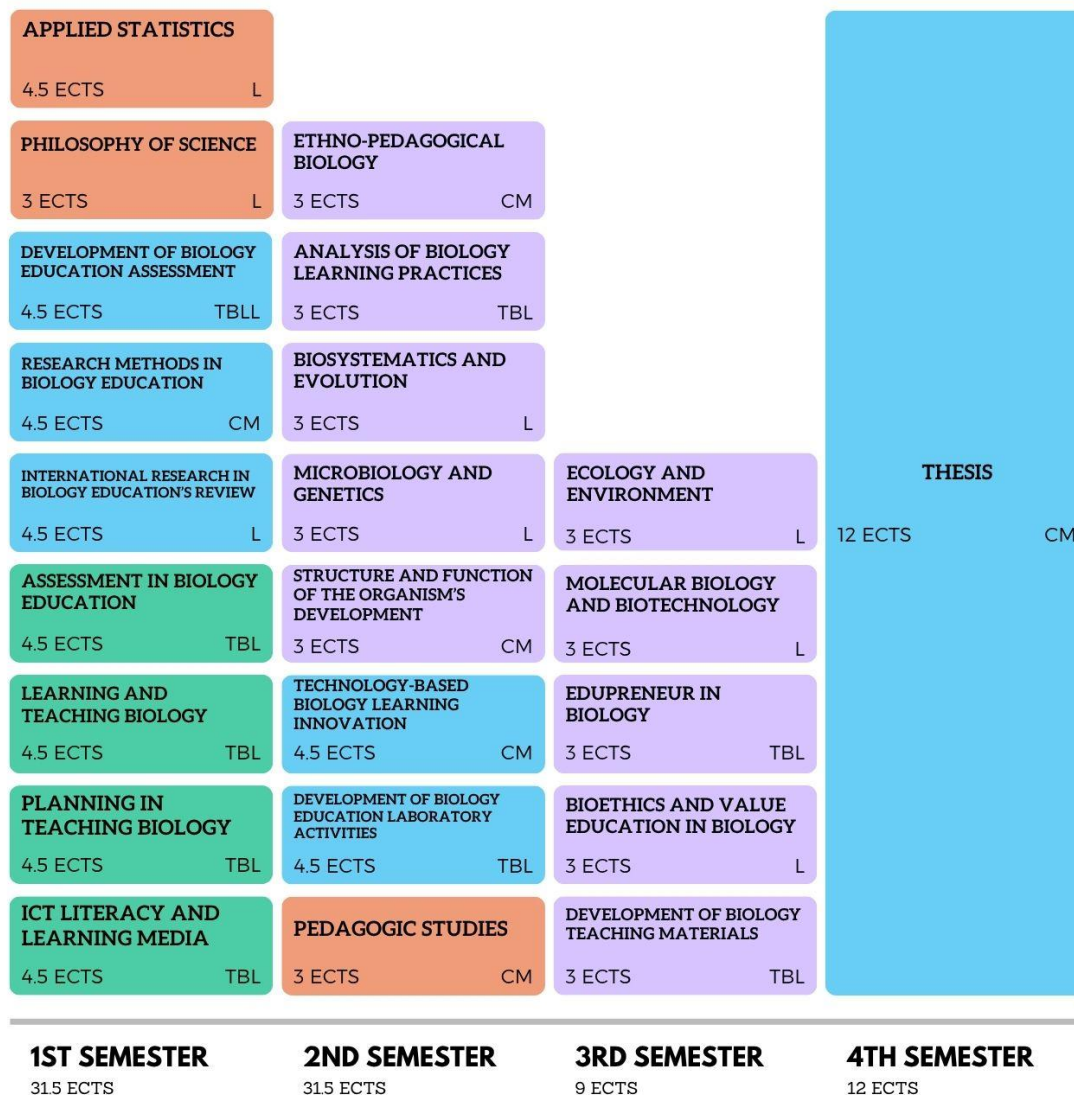 APPLIED STATISTICS
4.5 ECTS L
PHILOSOPHY OF SCIENCE
3 ECTS L
DEVELOPMENT OF BIOLOGY
EDUCATION ASSESSMENT
4.5 ECTS TBLL
RESEARCH METHODS IN
BIOLOGY EDUCATION
4.5 ECTS CM
INTERNATIONAL RESEARCH IN
BIOLOGY EDUCATION'S REVIEW
4.5 ECTS L
ASSESSMENT IN BIOLOGY
EDUCATION
4.5 ECTS TBL
LEARNING AND
TEACHING BIOLOGY
4.5 ECTS TBL
PLANNING IN
TEACHING BIOLOGY
4.5 ECTS TBL
ICT LITERACY AND
LEARNING MEDIA
4.5 ECTS TBL
1ST SEMESTER
31.5 ECTS
ETHNO-PEDAGOGICAL
BIOLOGY
3 ECTS CM
ANALYSIS OF BIOLOGY
LEARNING PRACTICES
3 ECTS TBL
BIOSYSTEMATICS AND
EVOLUTION
3 ECTS L
MICROBIOLOGY AND
GENETICS
3 ECTS L
STRUCTURE AND FUNCTION
OF THE ORGANISM'S
DEVELOPMENT
3 ECTS CM
TECHNOLOGY-BASED
BIOLOGY LEARNING
INNOVATION
4.5 ECTS CM
DEVELOPMENT OF BIOLOGY
EDUCATION LABORATORY
ACTIVITIES
4.5 ECTS TBL
PEDAGOGIC STUDIES
3 ECTS CM
2ND SEMESTER
31.5 ECTS
ECOLOGY AND
ENVIRONMENT
3 ECTS L
MOLECULAR BIOLOGY
AND BIOTECHNOLOGY
3 ECTS L
EDUPRENEUR IN
BIOLOGY
3 ECTS TBL
BIOETHICS AND VALUE
EDUCATION IN BIOLOGY
3 ECTS L
DEVELOPMENT OF BIOLOGY
TEACHING MATERIALS
3 ECTS TBL
3RD SEMESTER
9 ECTS
THESIS
12 ECTS CM
4TH SEMESTER
12 ECTS